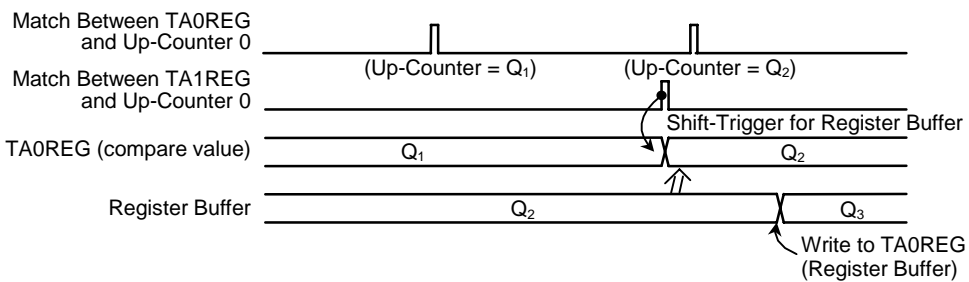 Match Between TA0REG
and Up-Counter 0
(Up-Counter = Q₁) (Up-Counter = Q₂)
Match Between TA1REG
and Up-Counter 0
Shift-Trigger for Register Buffer
TA0REG (compare value) Q₁ Q₂
Register Buffer Q₂ Q₃
Write to TA0REG
(Register Buffer)